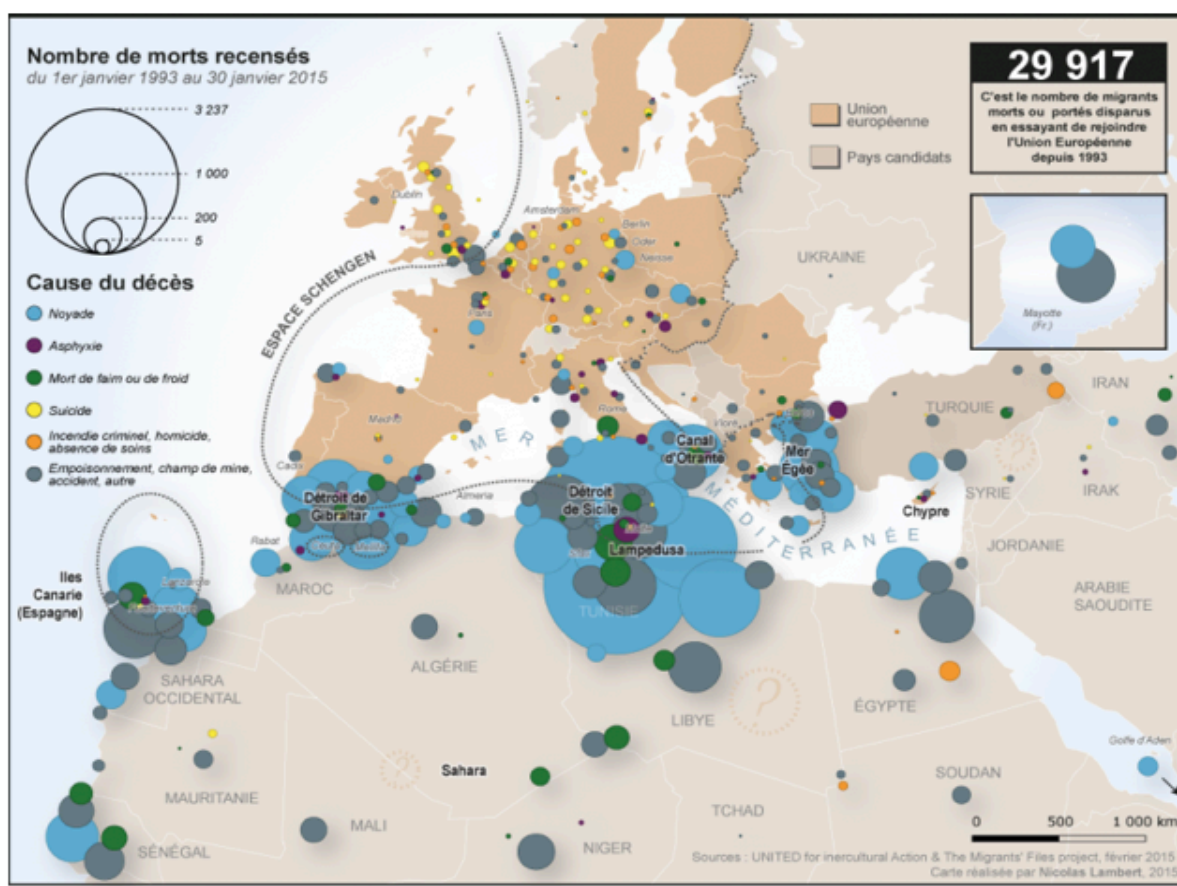 Nombre de morts recensés
du 1er janvier 1993 au 30 janvier 2015
3 237
1 000
200
5
Cause du décès
Noyade
Asphyxie
Mort de faim ou de froid
Suicide
Incendie criminel, homicide,
absence de soins
Empoisonnement, champ de mine,
accident, autre
Union
européenne
Pays candidats
29 917
C'est le nombre de migrants
morts ou portés disparus
en essayant de rejoindre
l'Union Européenne
depuis 1993
Mayotte
(Fr.)
ESPACE SCHENGEN
Dublin
Amsterdam
Berlin
Oder
Neisse
Paris
UKRAINE
Madrid
Rome
MER
MÉDITERRANÉE
Vlorë
Canal
d'Otrante
Mer
Égée
TURQUIE
IRAN
SYRIE
IRAK
Chypre
JORDANIE
ARABIE
SAOUDITE
Cadix
Détroit de
Gibraltar
Almeria
Ceuta
Melilla
Rabat
MAROC
Détroit
de Sicile
Malte
Lampedusa
TUNISIE
Iles
Canarie
(Espagne)
Lanzarote
Fuerteventura
SAHARA
OCCIDENTAL
ALGÉRIE
LIBYE
?
?
?
ÉGYPTE
Golfe d'Aden
Sahara
MAURITANIE
MALI
SÉNÉGAL
NIGER
TCHAD
SOUDAN
0 500 1 000 km
Sources : UNITED for inercultural Action & The Migrants' Files project, février 2015
Carte réalisée par Nicolas Lambert, 2015